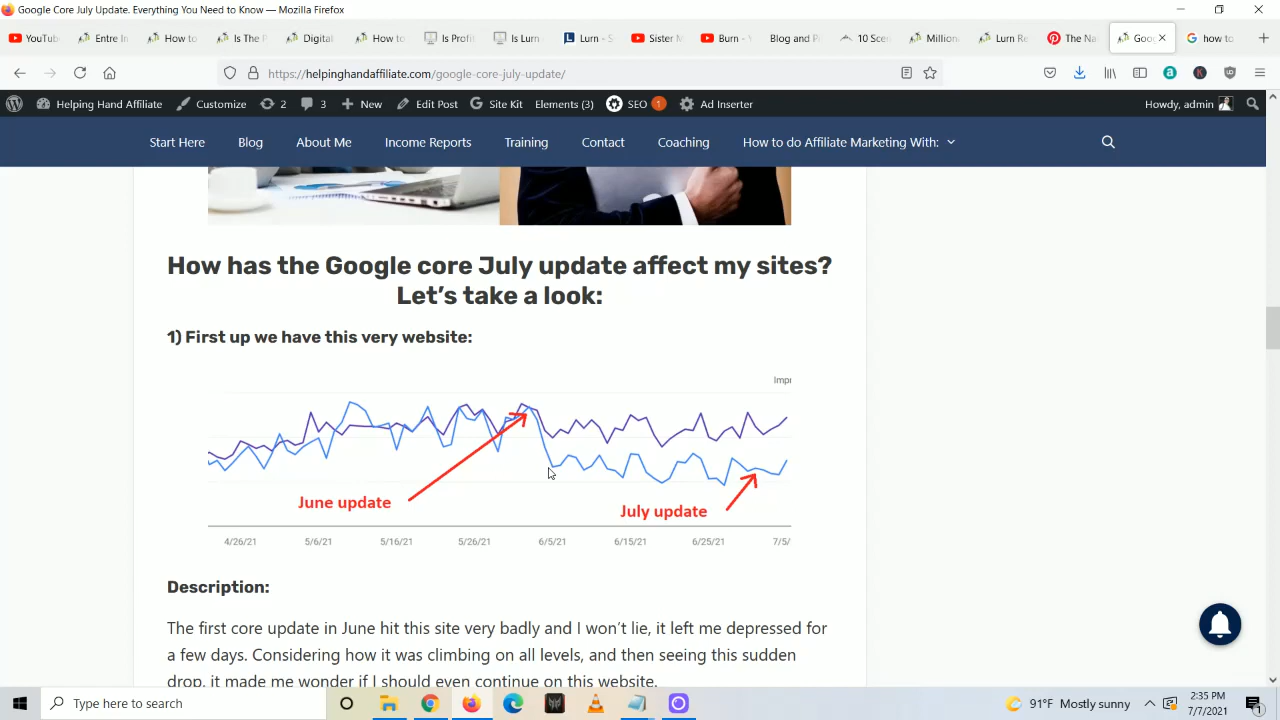 Google Core July Update. Everything You Need to Know — Mozilla Firefox
YouTub
Entre In
How to
Is The P
Digital
How to
Is Profit
Is Lurn
Lurn - S
Sister M
Burn - Y
Blog and Pi
10 Scen
Million
Lurn Re
The Na
Goog
how to
https://helpinghandaffiliate.com/google-core-july-update/
Helping Hand Affiliate
Customize
2
3
New
Edit Post
Site Kit
Elements (3)
SEO 1
Ad Inserter
Howdy, admin
Start Here
Blog
About Me
Income Reports
Training
Contact
Coaching
How to do Affiliate Marketing With:
How has the Google core July update affect my sites?
Let's take a look:
1) First up we have this very website:
Impr
June update
July update
4/26/21
5/6/21
5/16/21
5/26/21
6/5/21
6/15/21
6/25/21
7/5/
Description:
The first core update in June hit this site very badly and I won't lie, it left me depressed for
a few days. Considering how it was climbing on all levels, and then seeing this sudden
drop, it made me wonder if I should even continue on this website.
Type here to search
91°F Mostly sunny
2:35 PM
7/7/2021
1